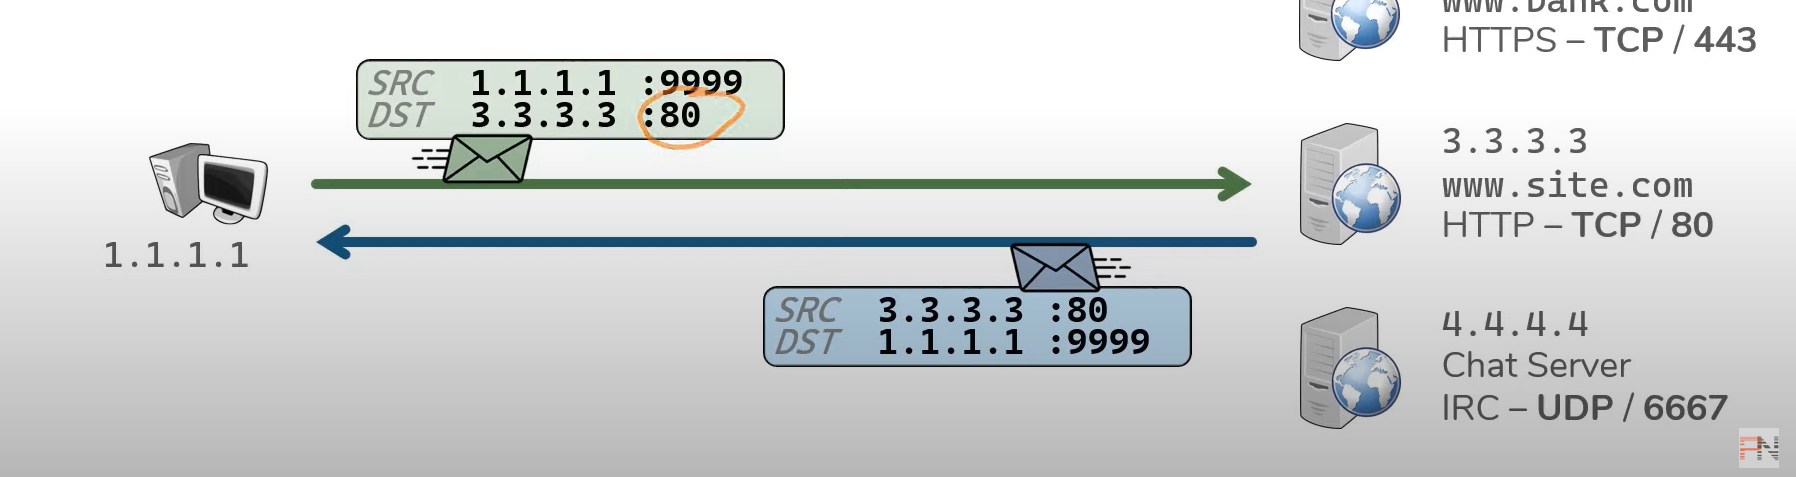 www.bank.com
HTTPS – TCP / 443
SRC 1.1.1.1 :9999
DST 3.3.3.3 :80
1.1.1.1
3.3.3.3
www.site.com
HTTP – TCP / 80
SRC 3.3.3.3 :80
DST 1.1.1.1 :9999
4.4.4.4
Chat Server
IRC – UDP / 6667
PN